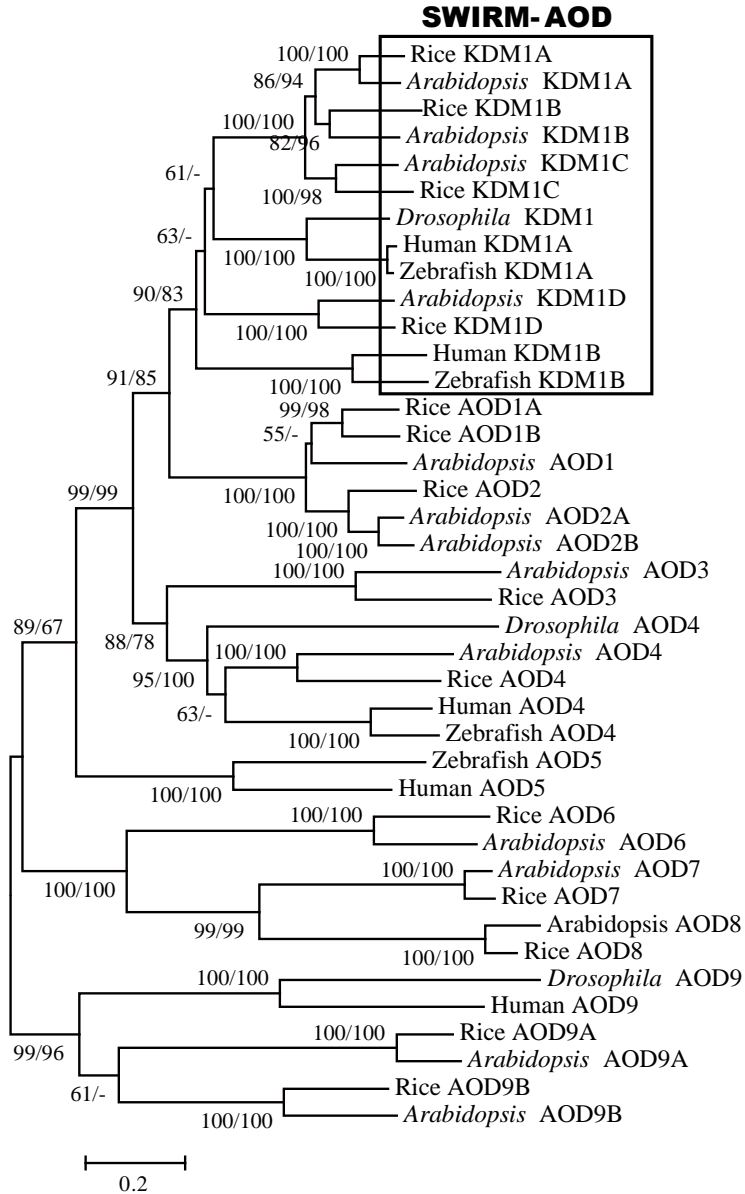 SWIRM-AOD
100/100
Rice KDM1A
86/94
Arabidopsis KDM1A
Rice KDM1B
100/100
82/96
Arabidopsis KDM1B
Arabidopsis KDM1C
61/-
100/98
Rice KDM1C
Drosophila KDM1
63/-
Human KDM1A
100/100
100/100
Zebrafish KDM1A
90/83
Arabidopsis KDM1D
100/100
Rice KDM1D
Human KDM1B
91/85
100/100
Zebrafish KDM1B
99/98
Rice AOD1A
55/-
Rice AOD1B
Arabidopsis AOD1
99/99
100/100
Rice AOD2
Arabidopsis AOD2A
100/100
100/100
Arabidopsis AOD2B
100/100
Arabidopsis AOD3
Rice AOD3
89/67
88/78
Drosophila AOD4
100/100
Arabidopsis AOD4
95/100
Rice AOD4
63/-
Human AOD4
100/100
Zebrafish AOD4
Zebrafish AOD5
100/100
Human AOD5
100/100
Rice AOD6
Arabidopsis AOD6
100/100
100/100
Arabidopsis AOD7
Rice AOD7
99/99
Arabidopsis AOD8
100/100
Rice AOD8
100/100
Drosophila AOD9
Human AOD9
99/96
100/100
Rice AOD9A
Arabidopsis AOD9A
61/-
Rice AOD9B
100/100
Arabidopsis AOD9B
0.2